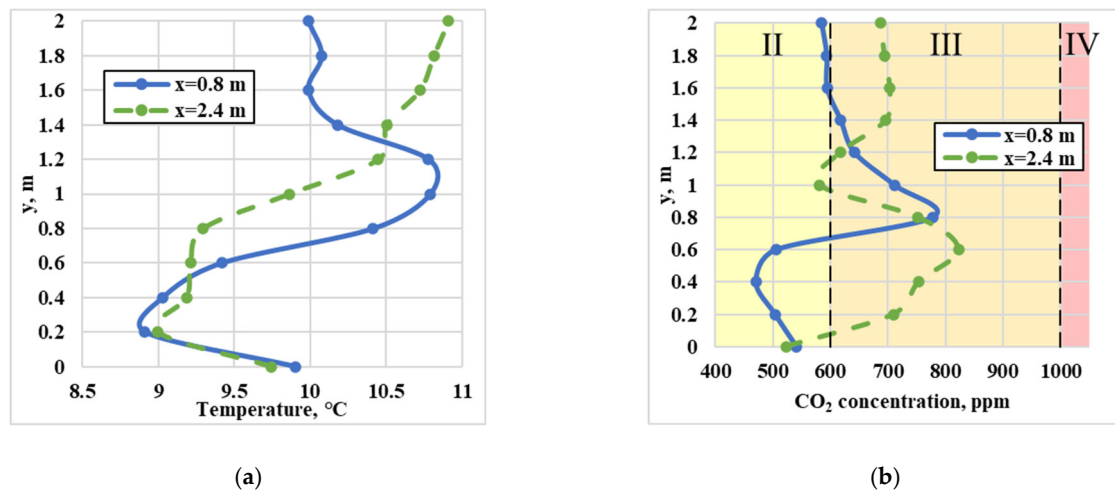 2
1.8
1.6
1.4
1.2
1
0.8
0.6
0.4
0.2
0
y, m
x=0.8 m
x=2.4 m
8.5 9 9.5 10 10.5 11
Temperature, °C
(a)
2
1.8
1.6
1.4
1.2
1
0.8
0.6
0.4
0.2
0
y, m
II III IV
x=0.8 m
x=2.4 m
400 500 600 700 800 900 1000
CO₂ concentration, ppm
(b)